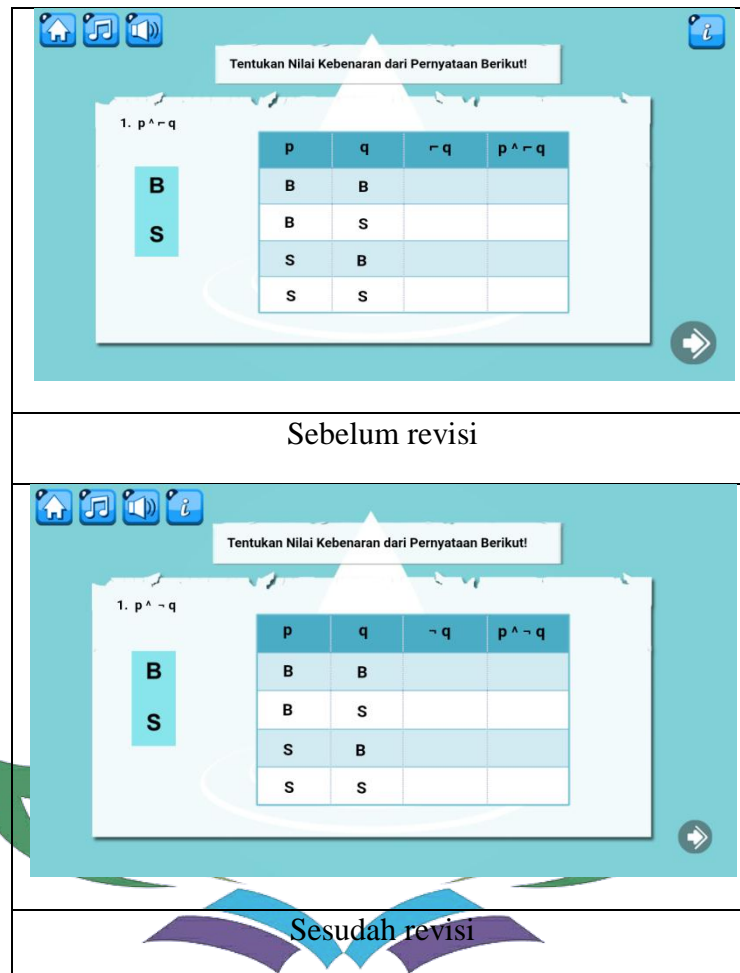 Tentukan Nilai Kebenaran dari Pernyataan Berikut!
1. p ^ ⌐ q
p q ⌐ q p ^ ⌐ q
B
S
B B
B S
S B
S S
i
Sebelum revisi
i
Tentukan Nilai Kebenaran dari Pernyataan Berikut!
1. p ^ ¬ q
p q ¬ q p ^ ¬ q
B
S
B B
B S
S B
S S
Sesudah revisi